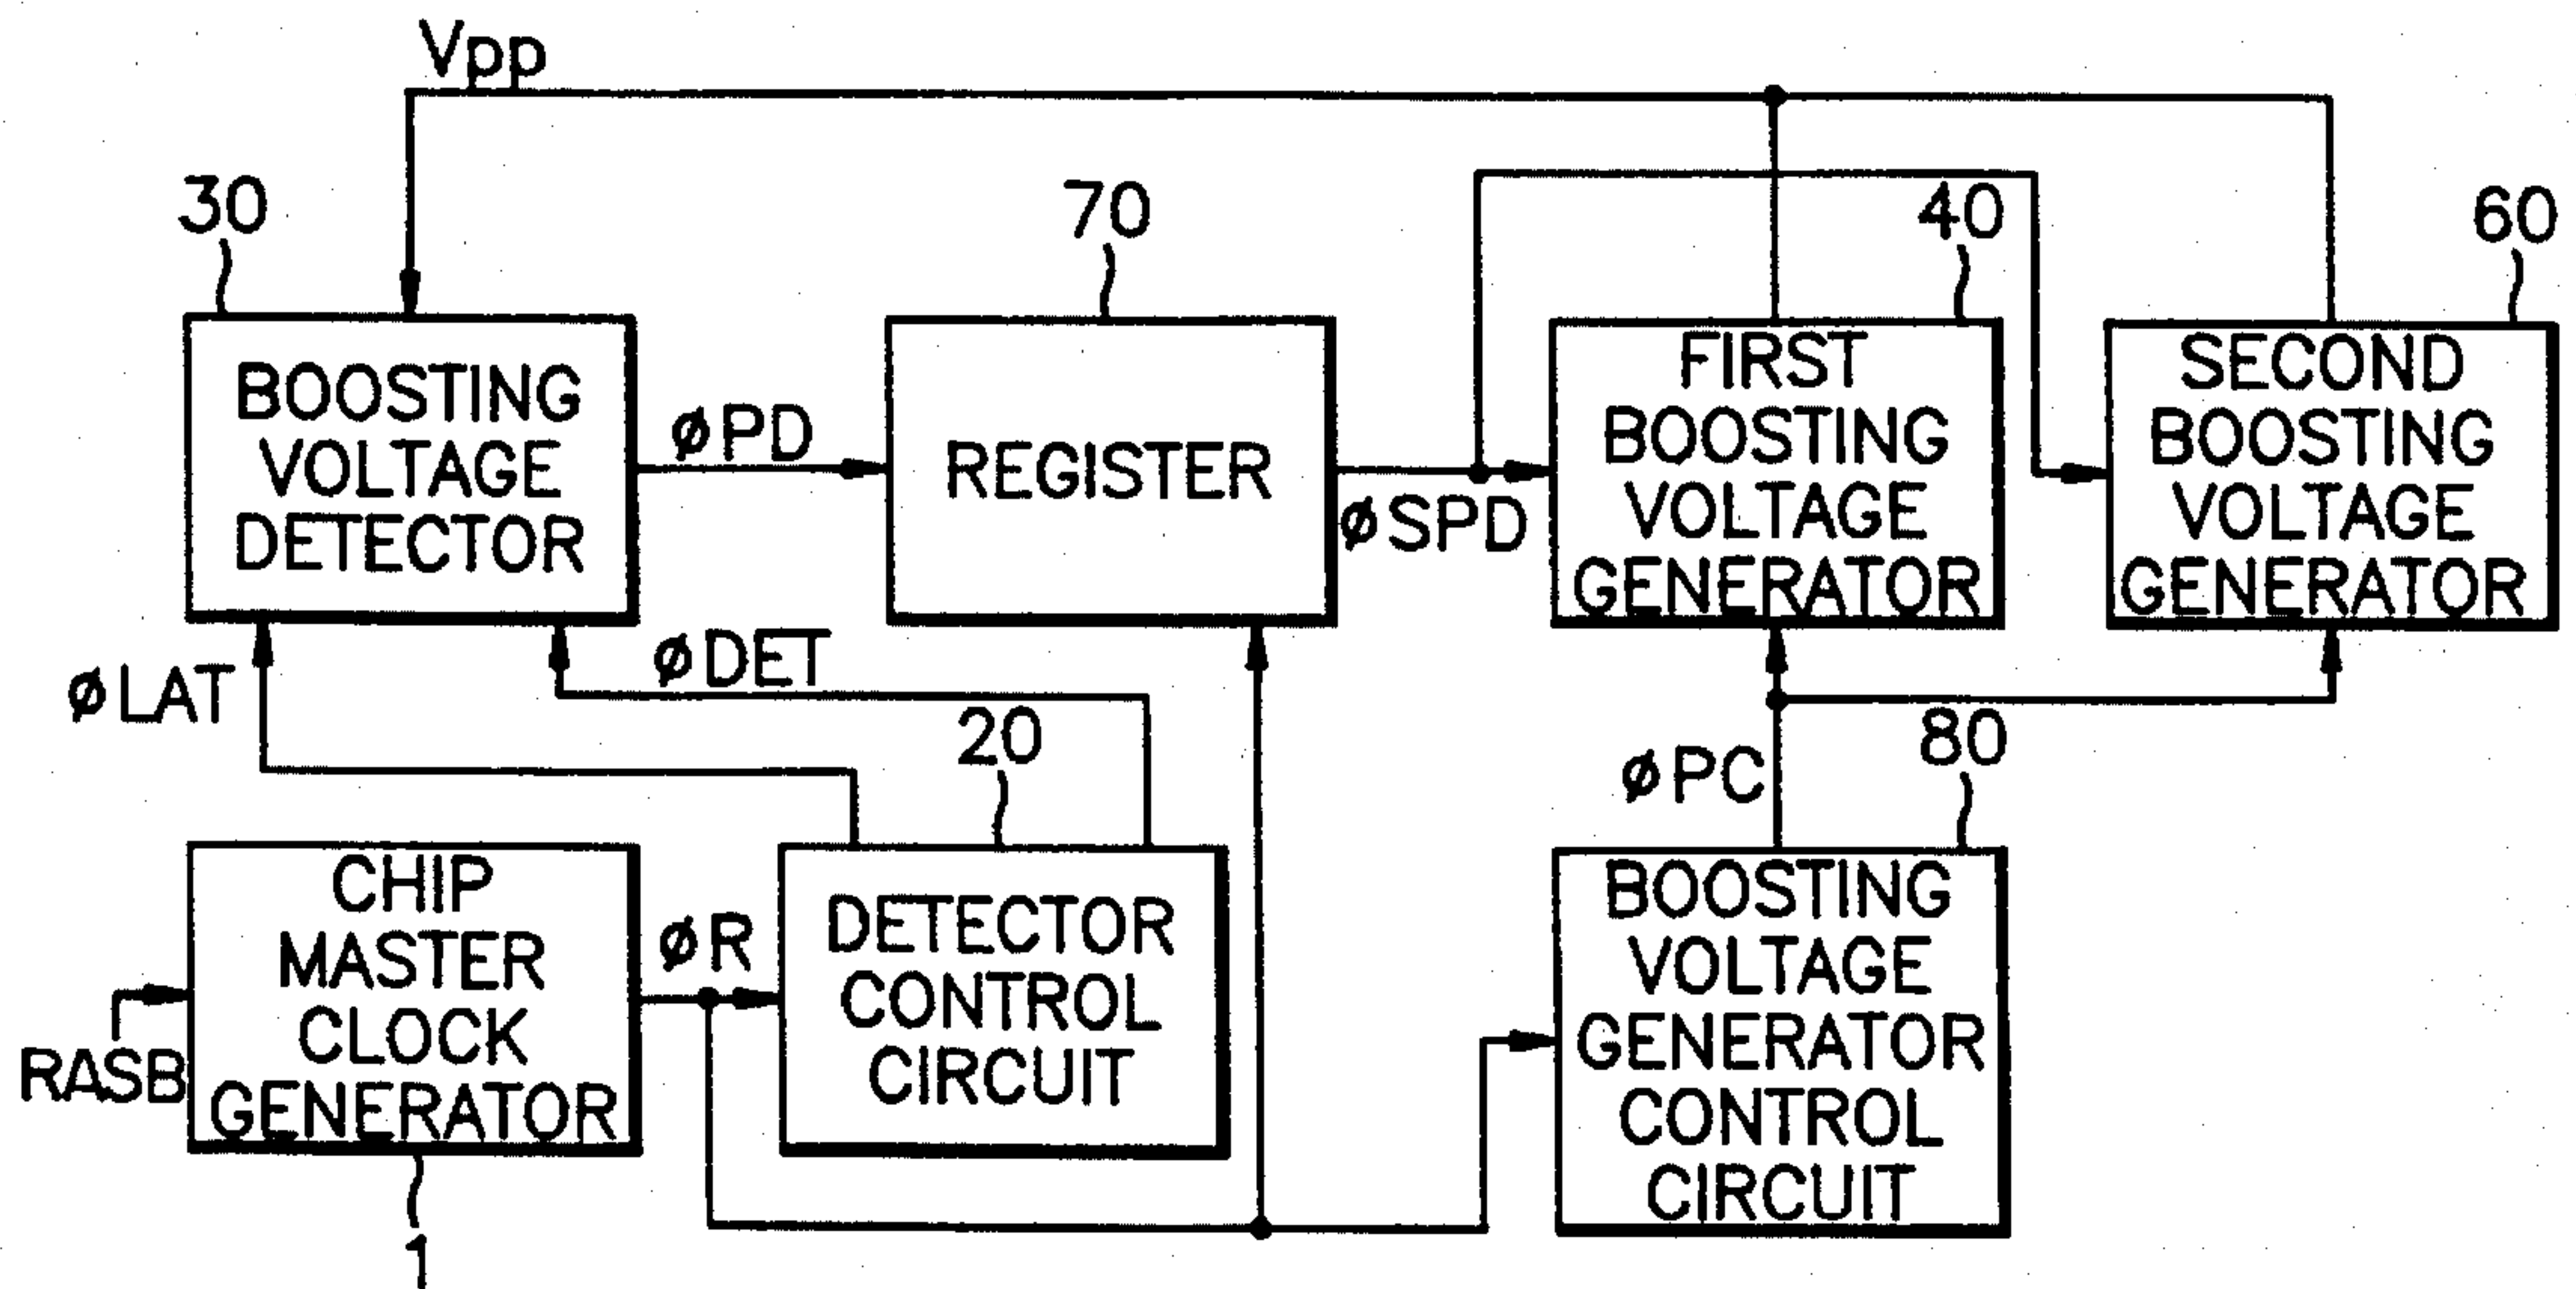 Vpp
30
70
40
60
BOOSTING
VOLTAGE
DETECTOR
øPD
REGISTER
øSPD
FIRST
BOOSTING
VOLTAGE
GENERATOR
SECOND
BOOSTING
VOLTAGE
GENERATOR
øLAT
øDET
20
øPC
80
RASB
CHIP
MASTER
CLOCK
GENERATOR
øR
DETECTOR
CONTROL
CIRCUIT
BOOSTING
VOLTAGE
GENERATOR
CONTROL
CIRCUIT
1